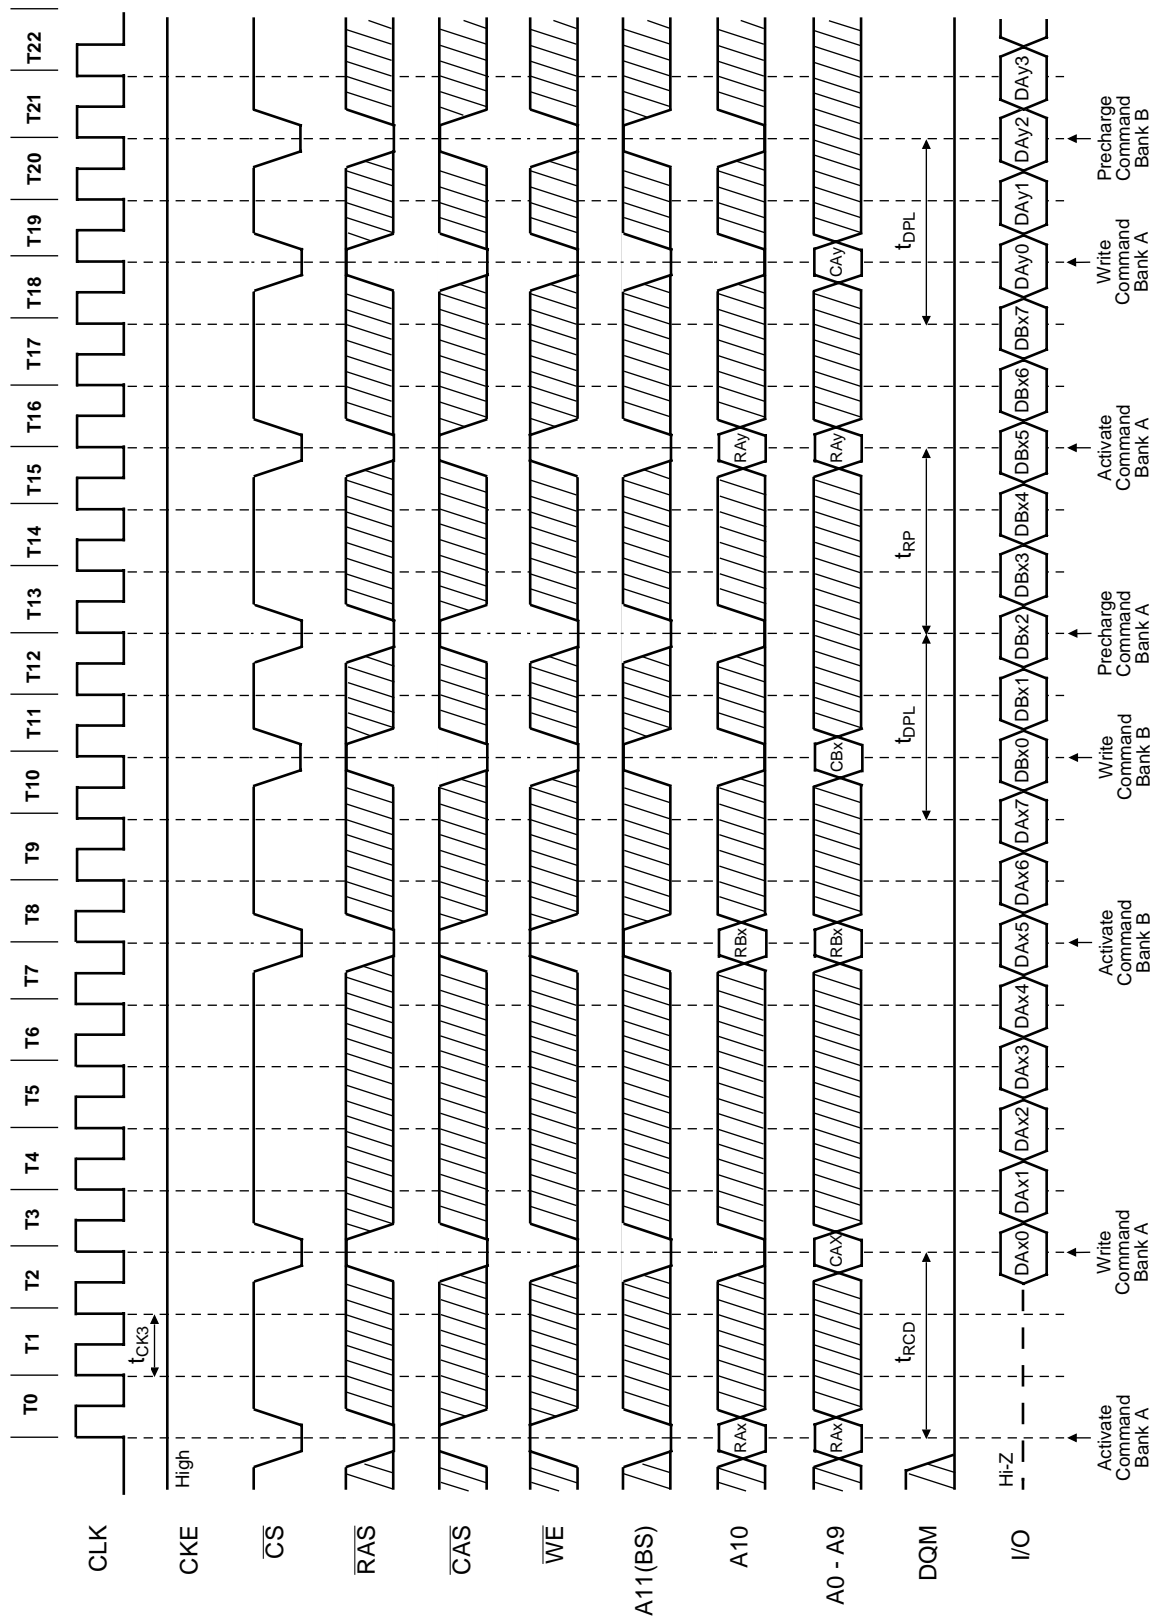 T0 T1 T2 T3 T4 T5 T6 T7 T8 T9 T10 T11 T12 T13 T14 T15 T16 T17 T18 T19 T20 T21 T22
CLK
tCK3
CKE
High
CS
RAS
CAS
WE
A11(BS)
A10
RAx RBx RAy
A0 - A9
RAx CAX RBx CBx RAy CAy
DQM
tRCD tDPL tRP tDPL
I/O
Hi-Z
DAx0 DAx1 DAx2 DAx3 DAx4 DAx5 DAx6 DAx7 DBx0 DBx1 DBx2 DBx3 DBx4 DBx5 DBx6 DBx7 DAy0 DAy1 DAy2 DAy3
Activate
Command
Bank A
Write
Command
Bank A
Activate
Command
Bank B
Write
Command
Bank B
Precharge
Command
Bank A
Activate
Command
Bank A
Write
Command
Bank A
Precharge
Command
Bank B